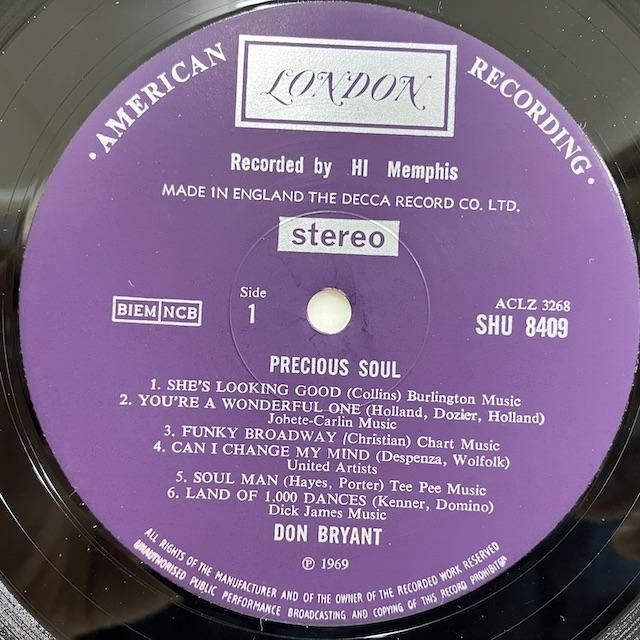 · AMERICAN RECORDING ·
LONDON
Recorded by HI Memphis
MADE IN ENGLAND THE DECCA RECORD CO. LTD.
stereo
BIEM NCB
Side
1
ACLZ 3268
SHU 8409
PRECIOUS SOUL
1. SHE'S LOOKING GOOD (Collins) Burlington Music
2. YOU'RE A WONDERFUL ONE (Holland, Dozier, Holland)
Jobete-Carlin Music
3. FUNKY BROADWAY (Christian) Chart Music
4. CAN I CHANGE MY MIND (Despenza, Wolfolk)
United Artists
5. SOUL MAN (Hayes, Porter) Tee Pee Music
6. LAND OF 1,000 DANCES (Kenner, Domino)
Dick James Music
DON BRYANT
℗ 1969
ALL RIGHTS OF THE MANUFACTURER AND OF THE OWNER OF THE RECORDED WORK RESERVED
UNAUTHORISED PUBLIC PERFORMANCE BROADCASTING AND COPYING OF THIS RECORD PROHIBITED